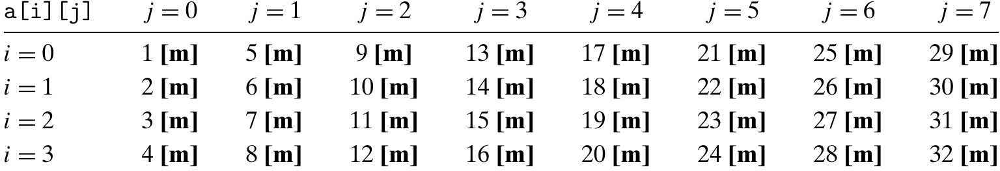 a[i][j] j = 0 j = 1 j = 2 j = 3 j = 4 j = 5 j = 6 j = 7
i = 0 1 [m] 5 [m] 9 [m] 13 [m] 17 [m] 21 [m] 25 [m] 29 [m]
i = 1 2 [m] 6 [m] 10 [m] 14 [m] 18 [m] 22 [m] 26 [m] 30 [m]
i = 2 3 [m] 7 [m] 11 [m] 15 [m] 19 [m] 23 [m] 27 [m] 31 [m]
i = 3 4 [m] 8 [m] 12 [m] 16 [m] 20 [m] 24 [m] 28 [m] 32 [m]